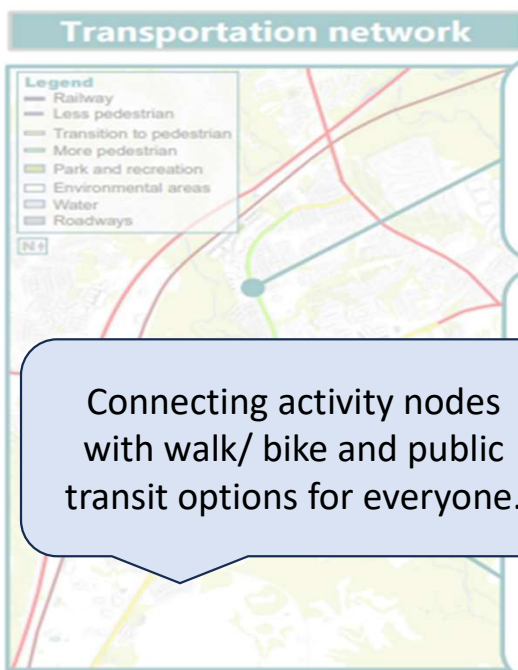 Transportation network
Legend
Railway
Less pedestrian
Transition to pedestrian
More pedestrian
Park and recreation
Environmental areas
Water
Roadways
N
Connecting activity nodes
with walk/ bike and public
transit options for everyone.